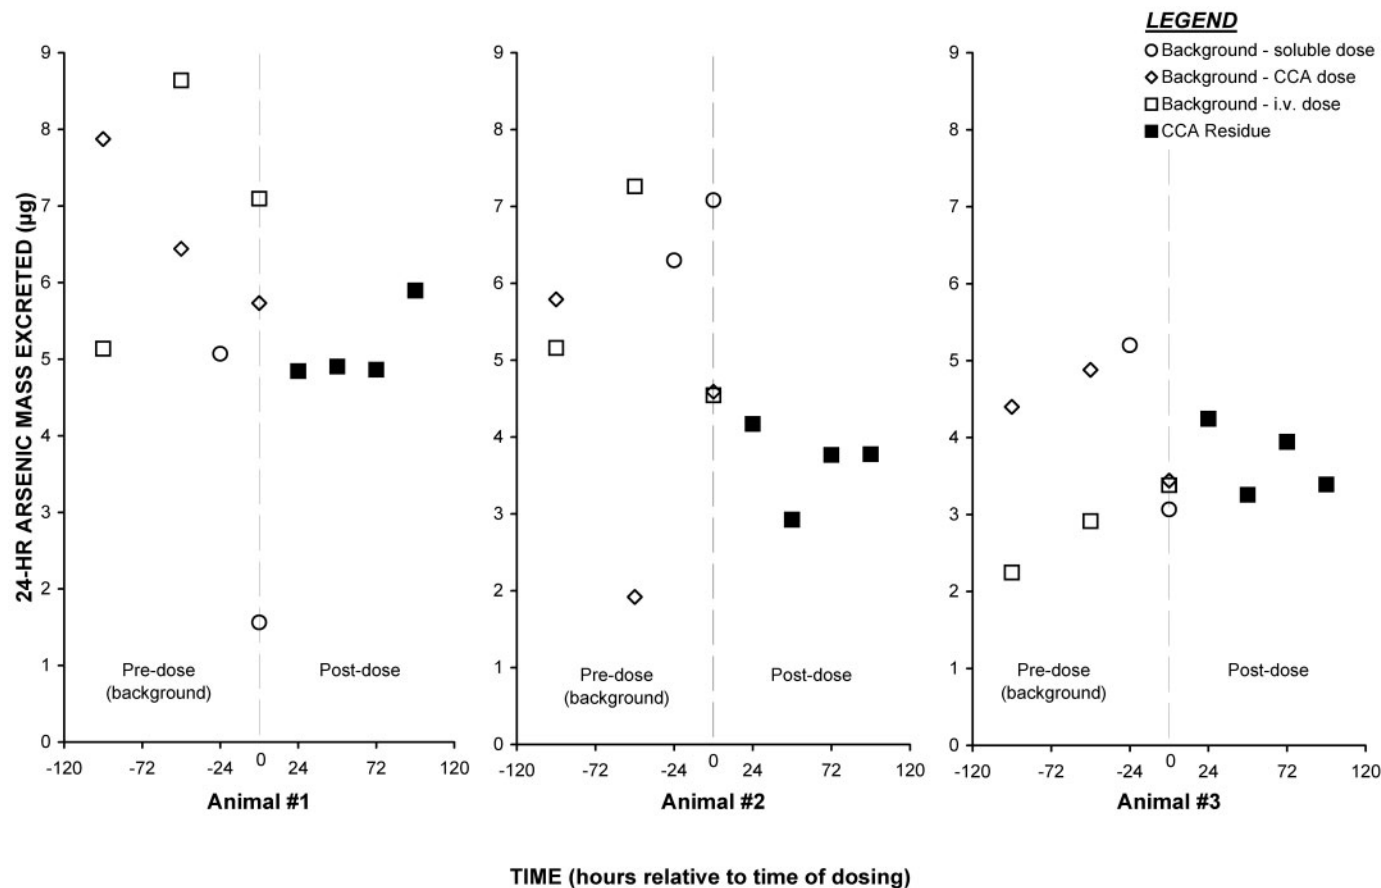 LEGEND
Background - soluble dose
Background - CCA dose
Background - i.v. dose
CCA Residue
24-HR ARSENIC MASS EXCRETED (µg)
9
8
7
6
5
4
3
2
1
0
Pre-dose
(background)
Post-dose
-120 -72 -24 0 24 72 120
Animal #1
9
8
7
6
5
4
3
2
1
0
Pre-dose
(background)
Post-dose
-120 -72 -24 0 24 72 120
Animal #2
9
8
7
6
5
4
3
2
1
0
Pre-dose
(background)
Post-dose
-120 -72 -24 0 24 72 120
Animal #3
TIME (hours relative to time of dosing)